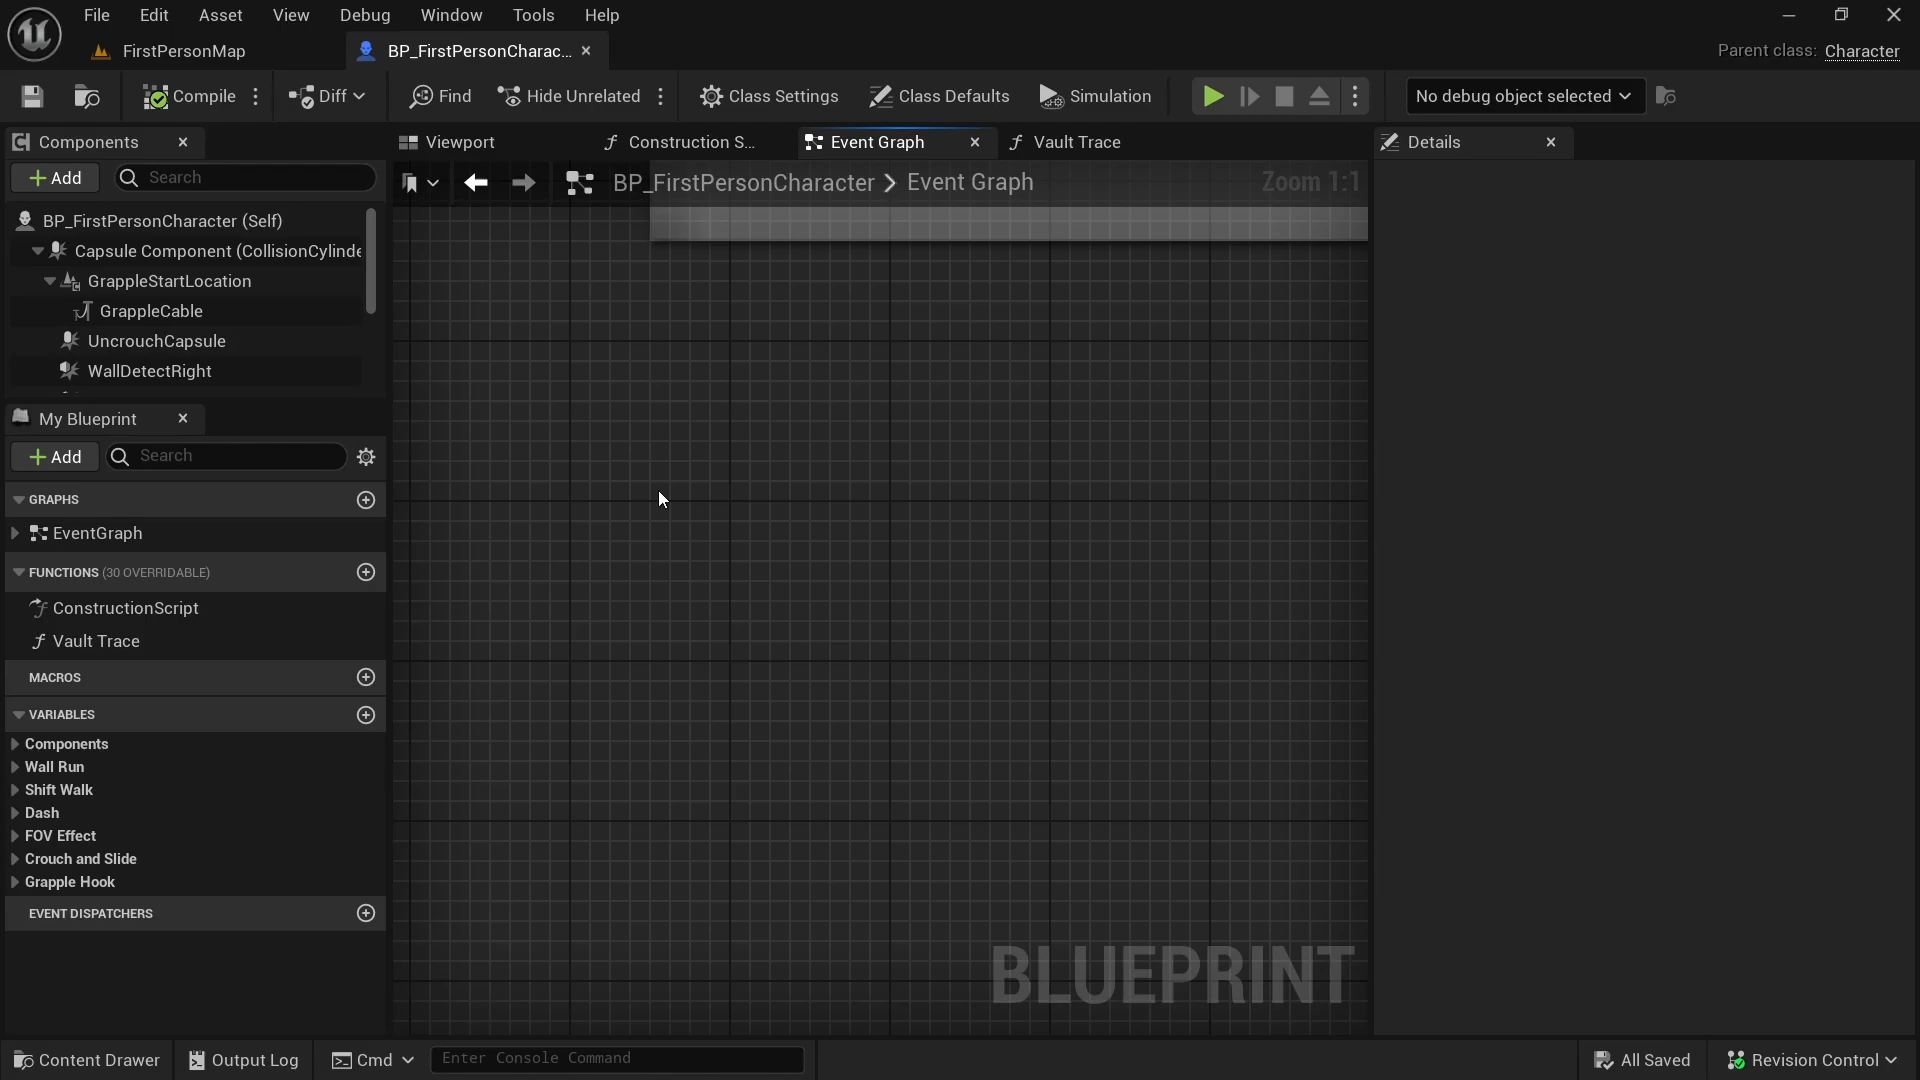 File Edit Asset View Debug Window Tools Help
FirstPersonMap
BP_FirstPersonCharac...
Parent class: Character
Compile
Diff
Find
Hide Unrelated
Class Settings
Class Defaults
Simulation
No debug object selected
Components
Viewport
Construction S...
Event Graph
Vault Trace
Details
+ Add
Search
BP_FirstPersonCharacter > Event Graph
Zoom 1:1
BP_FirstPersonCharacter (Self)
Capsule Component (CollisionCylinde
GrappleStartLocation
GrappleCable
UncrouchCapsule
WallDetectRight
My Blueprint
+ Add
Search
GRAPHS
EventGraph
FUNCTIONS (30 OVERRIDABLE)
ConstructionScript
Vault Trace
MACROS
VARIABLES
Components
Wall Run
Shift Walk
Dash
FOV Effect
Crouch and Slide
Grapple Hook
EVENT DISPATCHERS
BLUEPRINT
Content Drawer
Output Log
Cmd
Enter Console Command
All Saved
Revision Control